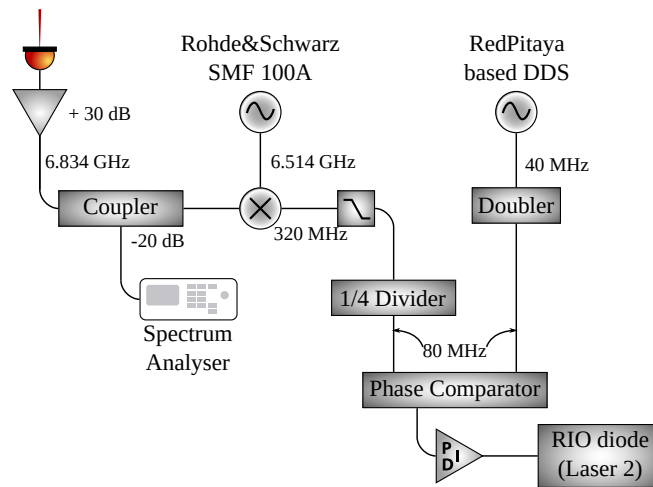 Rohde&Schwarz
SMF 100A
RedPitaya
based DDS
+ 30 dB
6.834 GHz
6.514 GHz
40 MHz
Coupler
Doubler
-20 dB
320 MHz
1/4 Divider
Spectrum
Analyser
80 MHz
Phase Comparator
P I
D
RIO diode
(Laser 2)